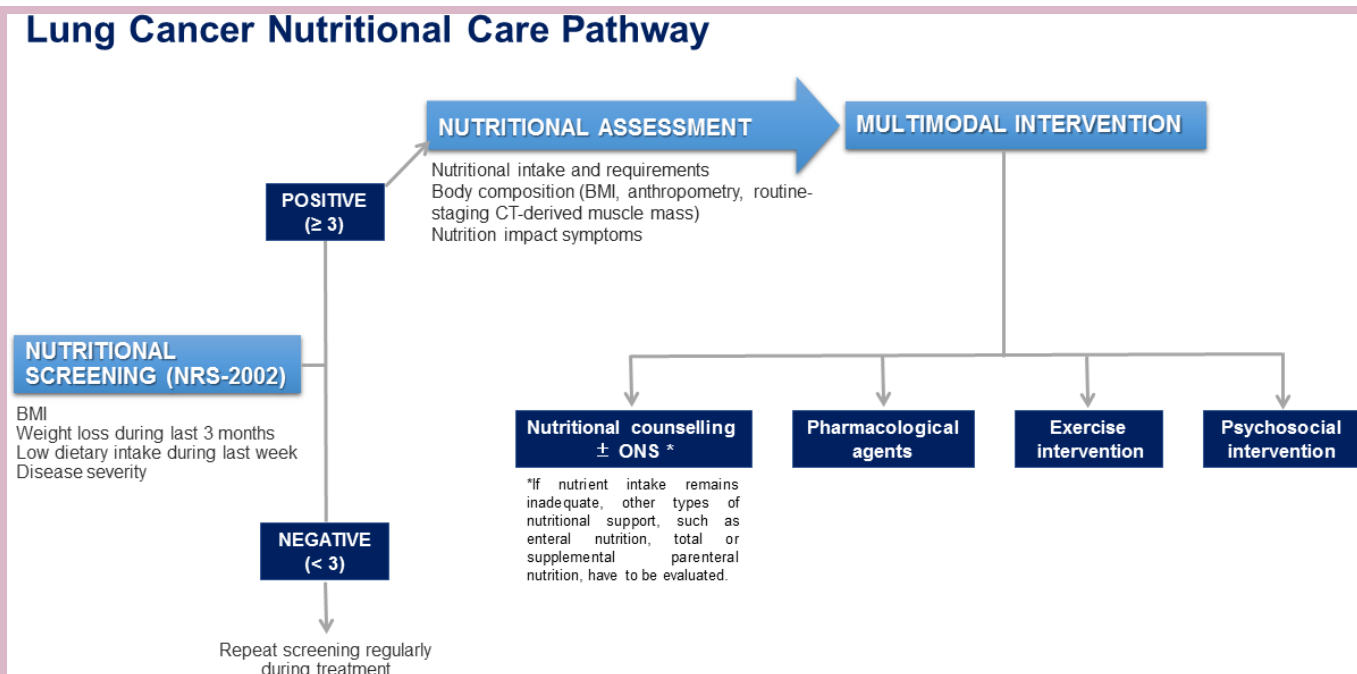 Lung Cancer Nutritional Care Pathway
NUTRITIONAL ASSESSMENT
MULTIMODAL INTERVENTION
Nutritional intake and requirements
Body composition (BMI, anthropometry, routine-
staging CT-derived muscle mass)
Nutrition impact symptoms
POSITIVE
(≥ 3)
NUTRITIONAL
SCREENING (NRS-2002)
BMI
Weight loss during last 3 months
Low dietary intake during last week
Disease severity
NEGATIVE
(< 3)
Repeat screening regularly
during treatment
Nutritional counselling
± ONS *
*If nutrient intake remains
inadequate, other types of
nutritional support, such as
enteral nutrition, total or
supplemental parenteral
nutrition, have to be evaluated.
Pharmacological
agents
Exercise
intervention
Psychosocial
intervention